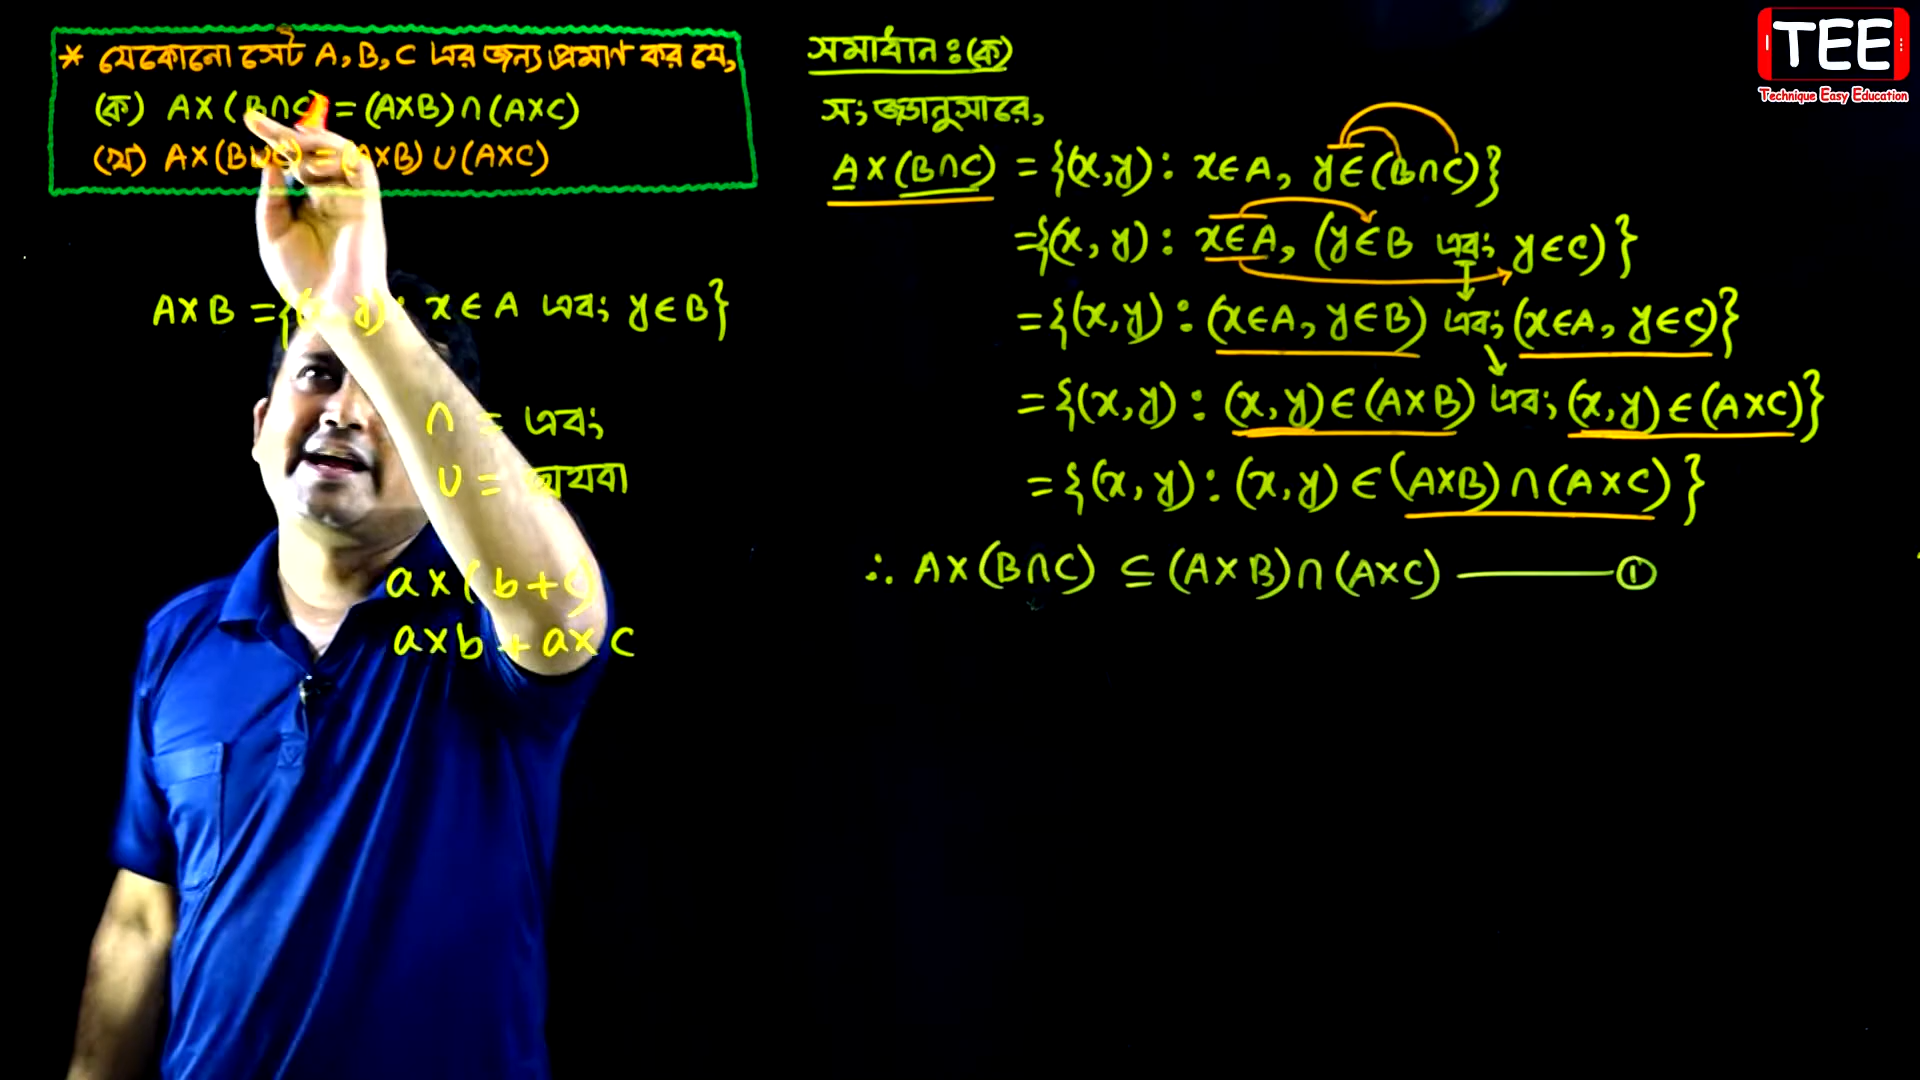 * যেকোনো সেট A, B, C এর জন্য প্রমাণ কর যে,
(ক) A×(B∩C) = (A×B)∩(A×C)
(খ) A×(B∪C) = (A×B)∪(A×C)
A×B = {(x, y): x∈A এবং y∈B}
∩ = এবং
∪ = অথবা
a×(b+c)
a×b + a×c
সমাধান: (ক)
সংজ্ঞানুসারে,
A×(B∩C) = {(x,y): x∈A, y∈(B∩C)}
={(x, y): x∈A, (y∈B এবং y∈C)}
= {(x,y): (x∈A, y∈B) এবং (x∈A, y∈C)}
= {(x,y): (x,y)∈(A×B) এবং (x,y)∈(A×C)}
= {(x, y): (x, y) ∈ (A×B)∩(A×C)}
∴ A×(B∩C) ⊆ (A×B)∩(A×C) ——— ①
TEE
Technique Easy Education